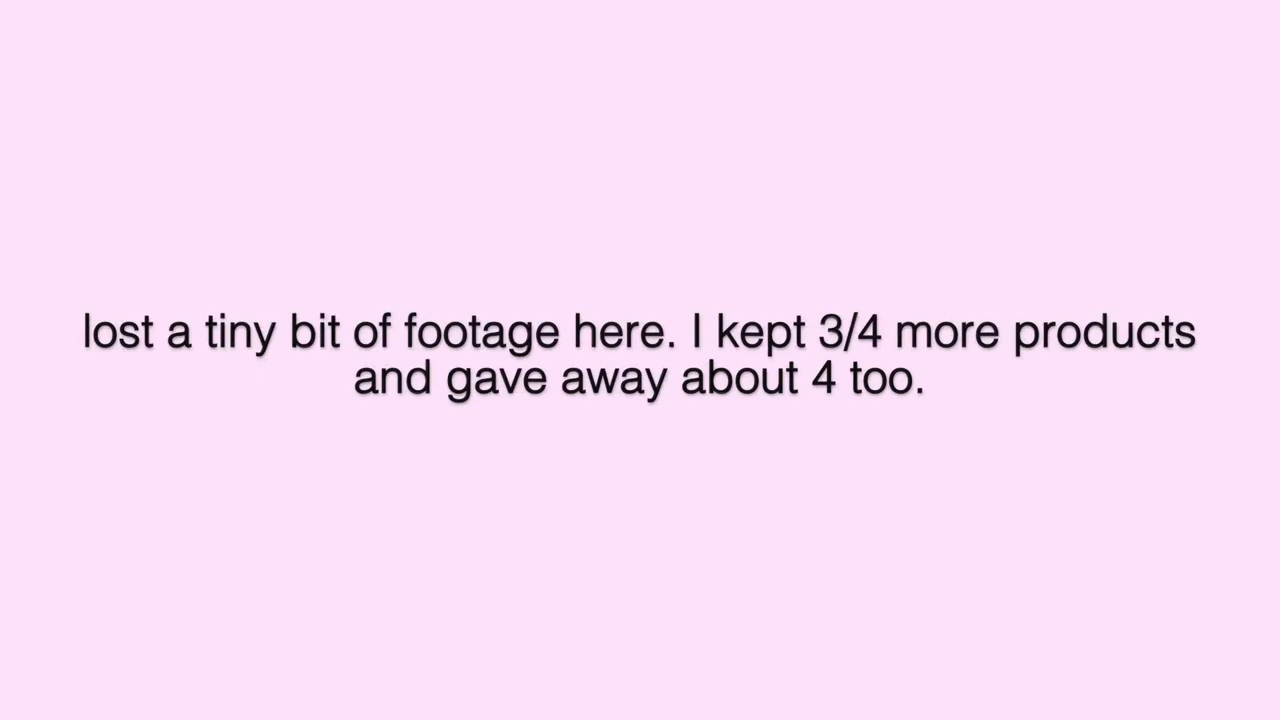 lost a tiny bit of footage here. I kept 3/4 more products
and gave away about 4 too.